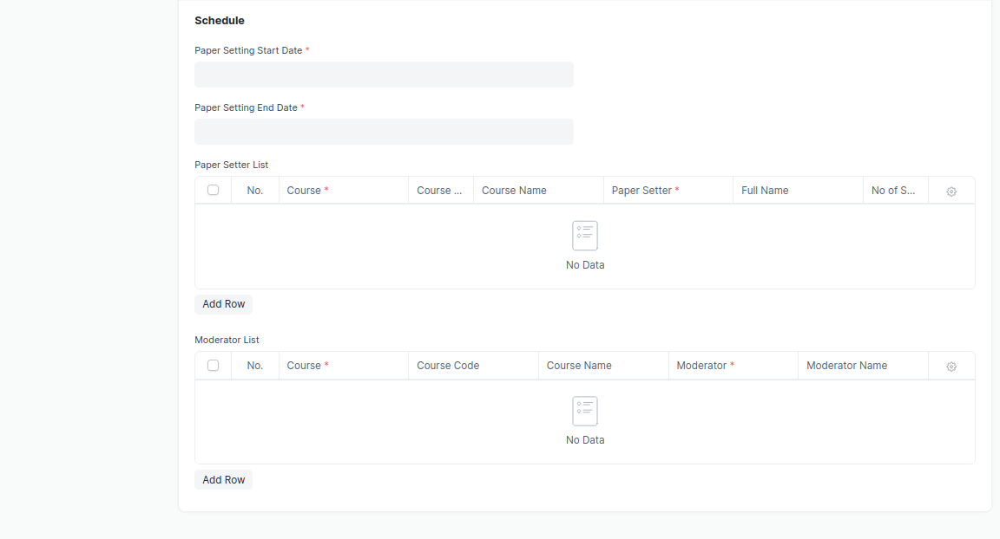 Schedule
Paper Setting Start Date *
Paper Setting End Date *
Paper Setter List
No. Course * Course ... Course Name Paper Setter * Full Name No of S...
No Data
Add Row
Moderator List
No. Course * Course Code Course Name Moderator * Moderator Name
No Data
Add Row